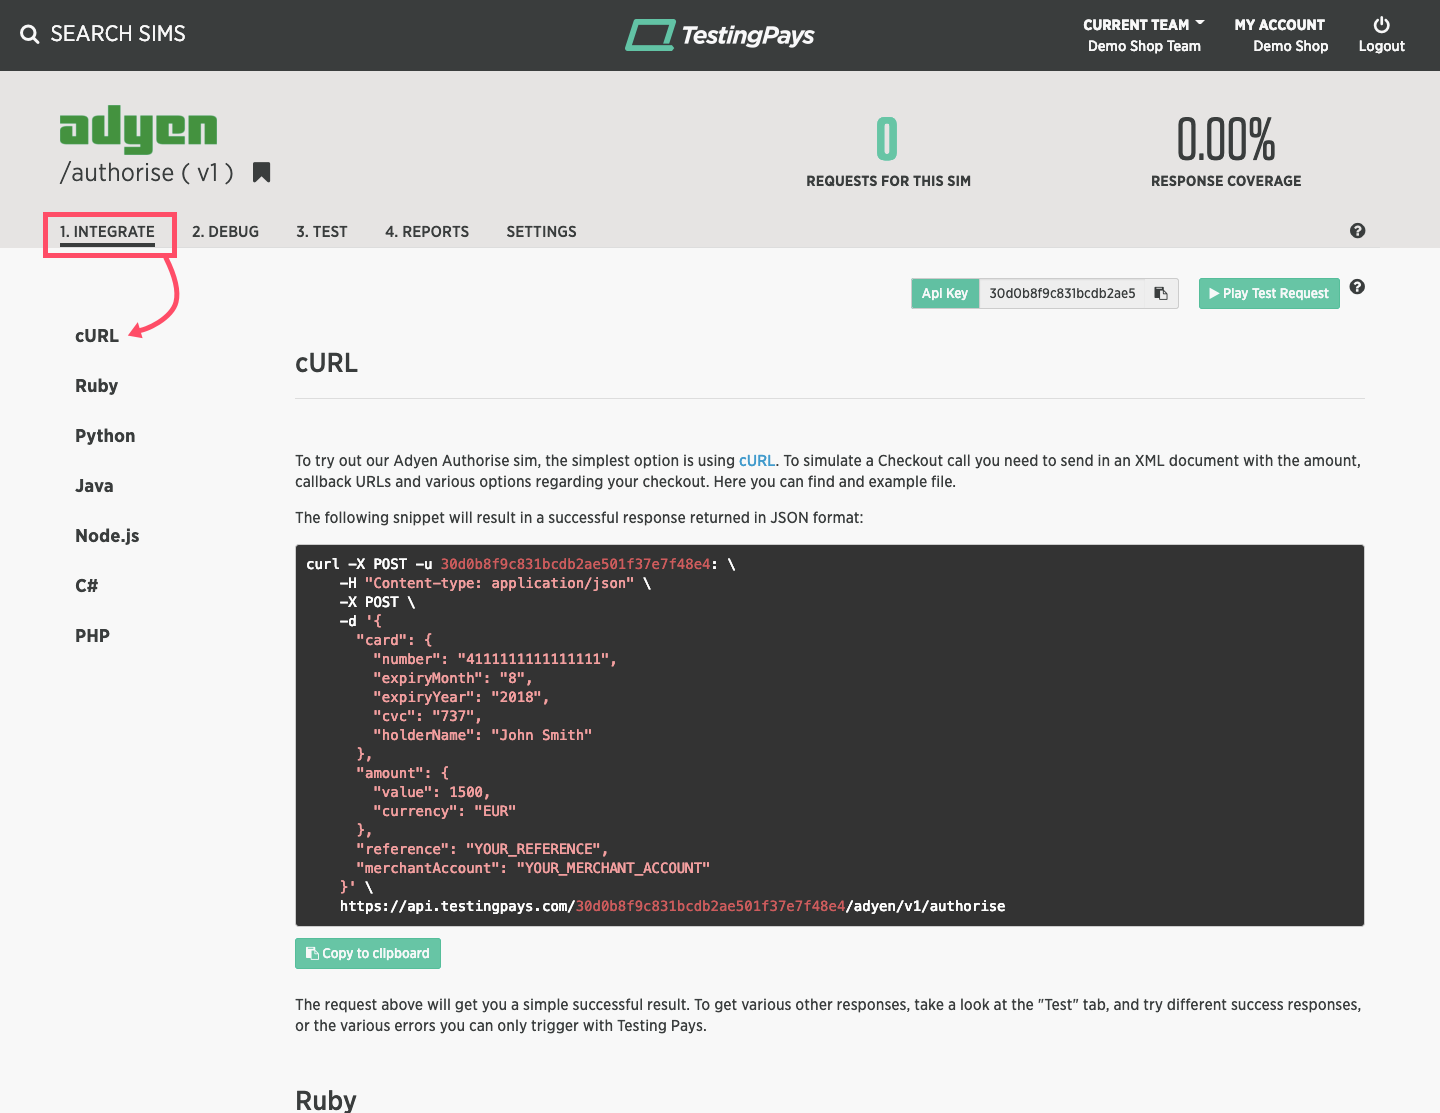 SEARCH SIMS
TestingPays
CURRENT TEAM
Demo Shop Team
MY ACCOUNT
Demo Shop
Logout
adyen
/authorise ( v1 )
0
REQUESTS FOR THIS SIM
0.00%
RESPONSE COVERAGE
1. INTEGRATE
2. DEBUG
3. TEST
4. REPORTS
SETTINGS
?
Api Key
30d0b8f9c831bcdb2ae5
Play Test Request
?
cURL
Ruby
Python
Java
Node.js
C#
PHP
cURL
To try out our Adyen Authorise sim, the simplest option is using cURL. To simulate a Checkout call you need to send in an XML document with the amount,
callback URLs and various options regarding your checkout. Here you can find and example file.
The following snippet will result in a successful response returned in JSON format:
curl -X POST -u 30d0b8f9c831bcdb2ae501f37e7f48e4: \
-H "Content-type: application/json" \
-X POST \
-d '{
"card": {
"number": "4111111111111111",
"expiryMonth": "8",
"expiryYear": "2018",
"cvc": "737",
"holderName": "John Smith"
},
"amount": {
"value": 1500,
"currency": "EUR"
},
"reference": "YOUR_REFERENCE",
"merchantAccount": "YOUR_MERCHANT_ACCOUNT"
}' \
https://api.testingpays.com/30d0b8f9c831bcdb2ae501f37e7f48e4/adyen/v1/authorise
Copy to clipboard
The request above will get you a simple successful result. To get various other responses, take a look at the "Test" tab, and try different success responses,
or the various errors you can only trigger with Testing Pays.
Ruby